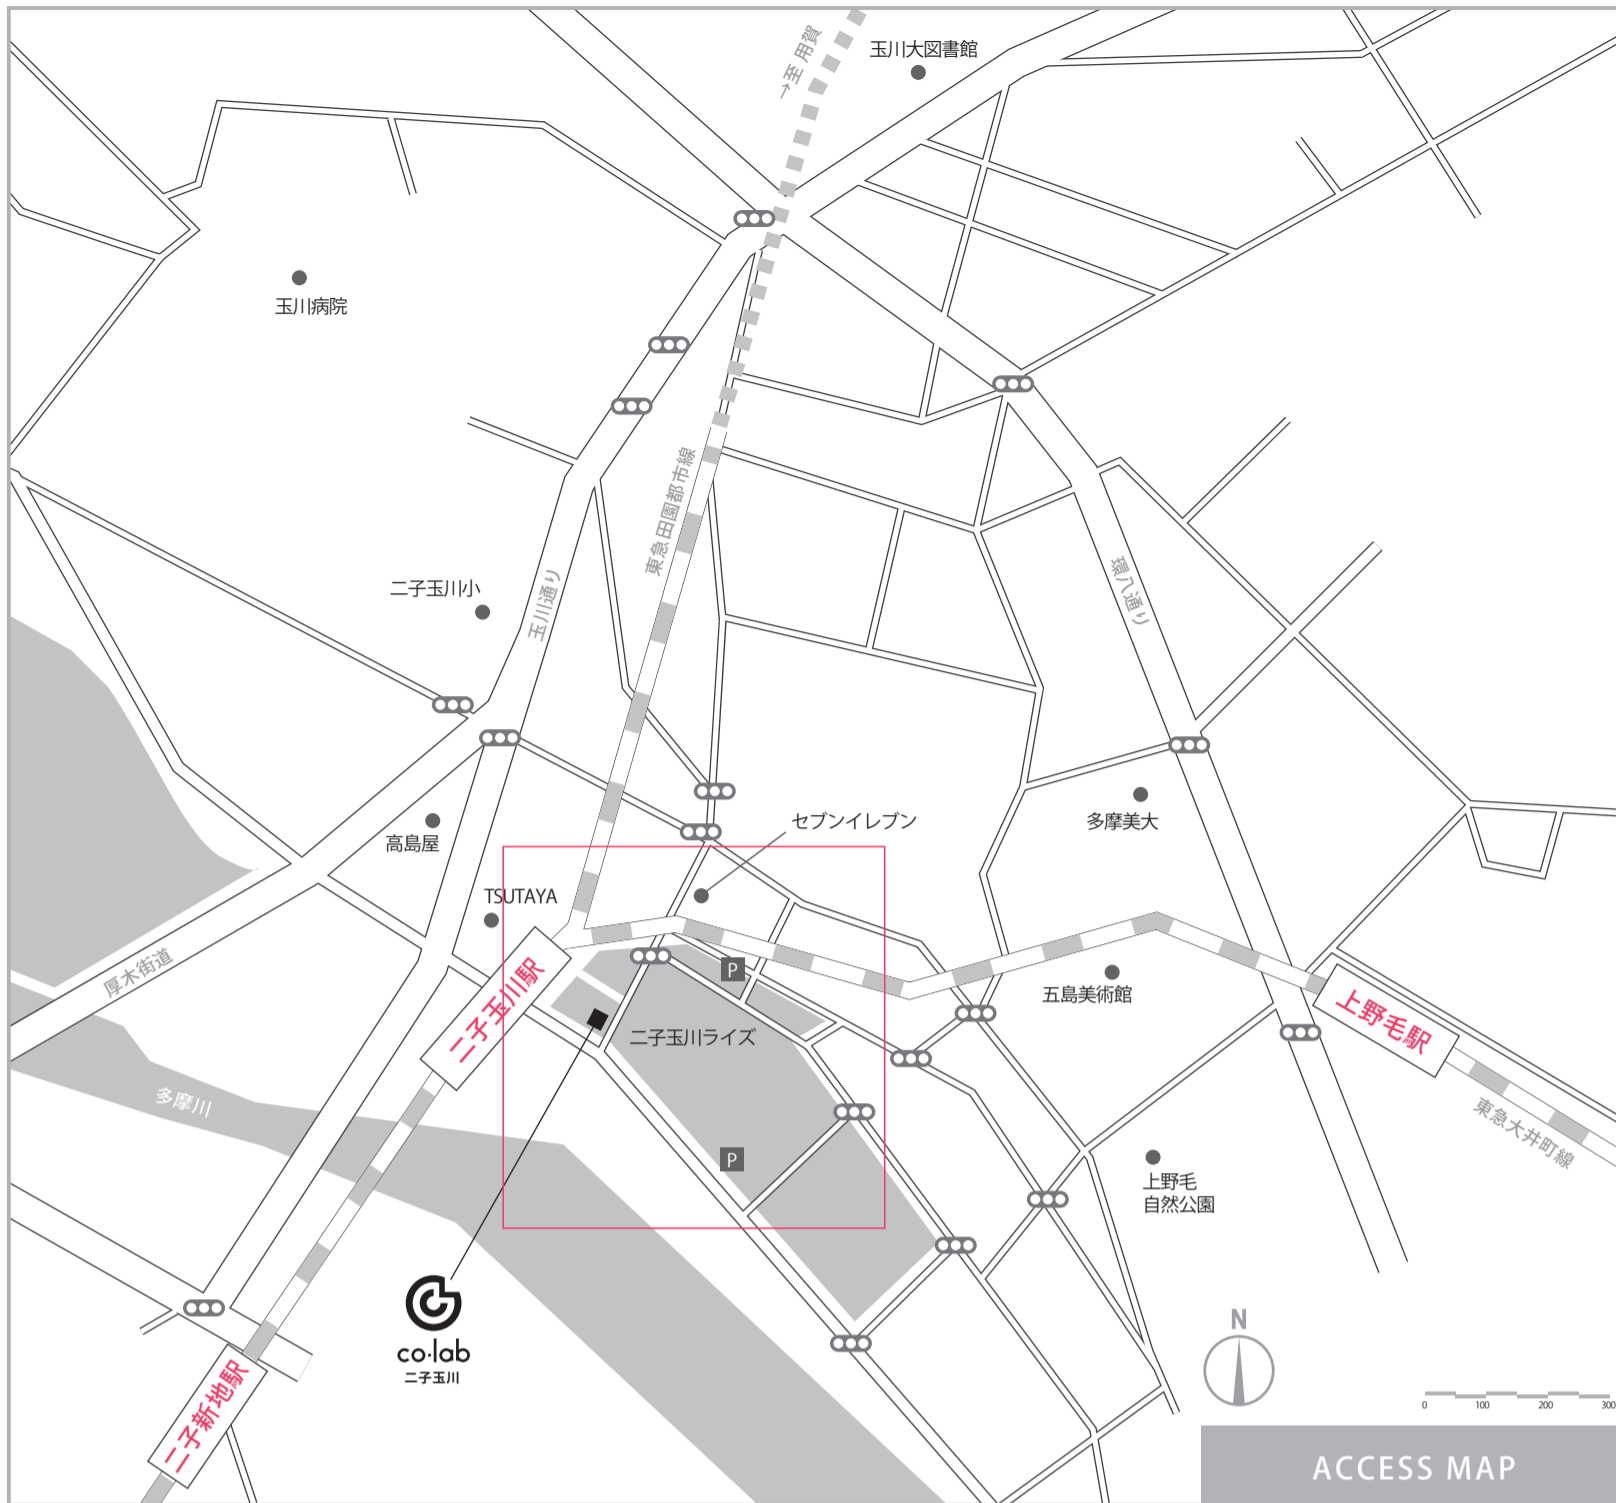 →至 用賀
玉川大図書館
玉川病院
東急田園都市線
二子玉川小
玉川通り
環八通り
セブンイレブン
多摩美大
高島屋
TSUTAYA
厚木街道
二子玉川駅
P
五島美術館
上野毛駅
二子玉川ライズ
多摩川
東急大井町線
P
上野毛
自然公園
co·lab
二子玉川
二子新地駅
N
0 100 200 300
ACCESS MAP